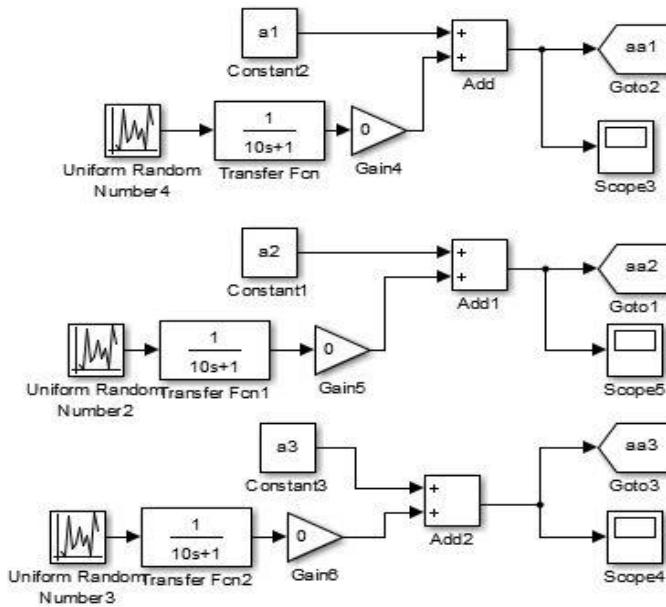 a1
+
+
aa1
Constant2
Add
Goto2
1
10s+1
0
Uniform Random
Number4
Transfer Fcn
Gain4
Scope3
a2
+
+
aa2
Constant1
Add1
Goto1
1
10s+1
0
Uniform Random
Number2
Transfer Fcn1
Gain5
Scope5
a3
+
+
aa3
Constant3
Add2
Goto3
1
10s+1
0
Uniform Random
Number3
Transfer Fcn2
Gain6
Scope4